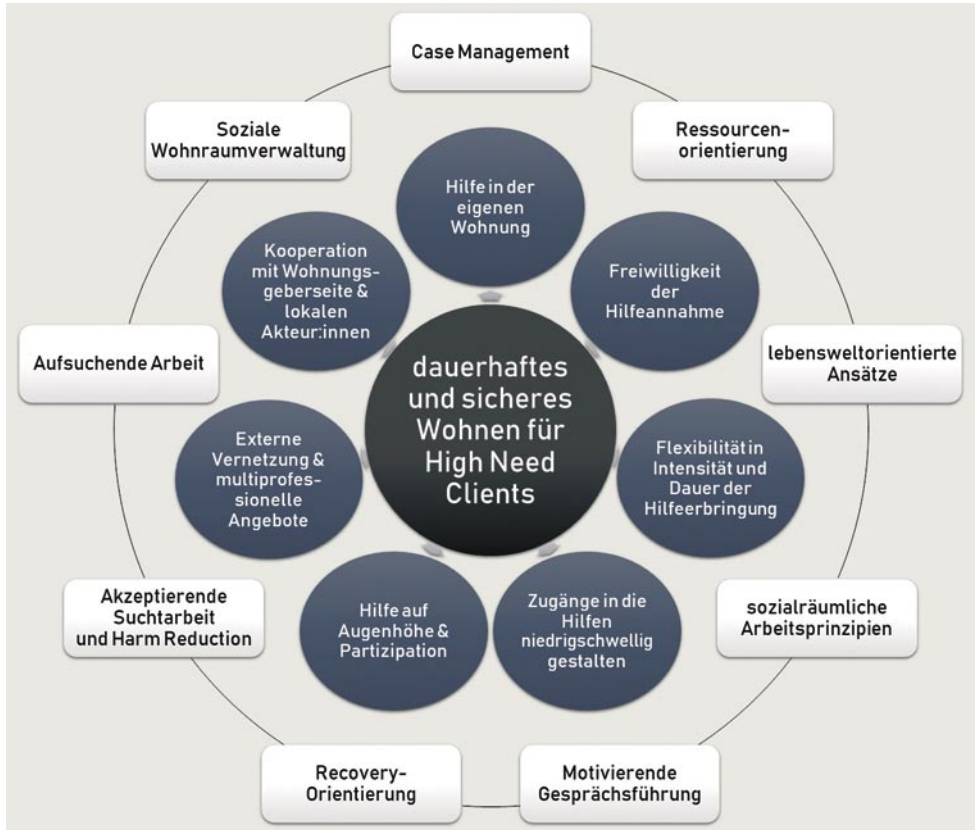 Case Management
Ressourcen-
orientierung
lebensweltorientierte
Ansätze
sozialräumliche
Arbeitsprinzipien
Motivierende
Gesprächsführung
Recovery-
Orientierung
Akzeptierende
Suchtarbeit
und Harm Reduction
Aufsuchende Arbeit
Soziale
Wohnraumverwaltung
Hilfe in der
eigenen
Wohnung
Freiwilligkeit
der
Hilfeannahme
Flexibilität in
Intensität und
Dauer der
Hilfeerbringung
Zugänge in die
Hilfen
niedrigschwellig
gestalten
Hilfe auf
Augenhöhe &
Partizipation
Externe
Vernetzung &
multiprofes-
sionelle
Angebote
Kooperation
mit Wohnungs-
geberseite &
lokalen
Akteur:innen
dauerhaftes
und sicheres
Wohnen für
High Need
Clients